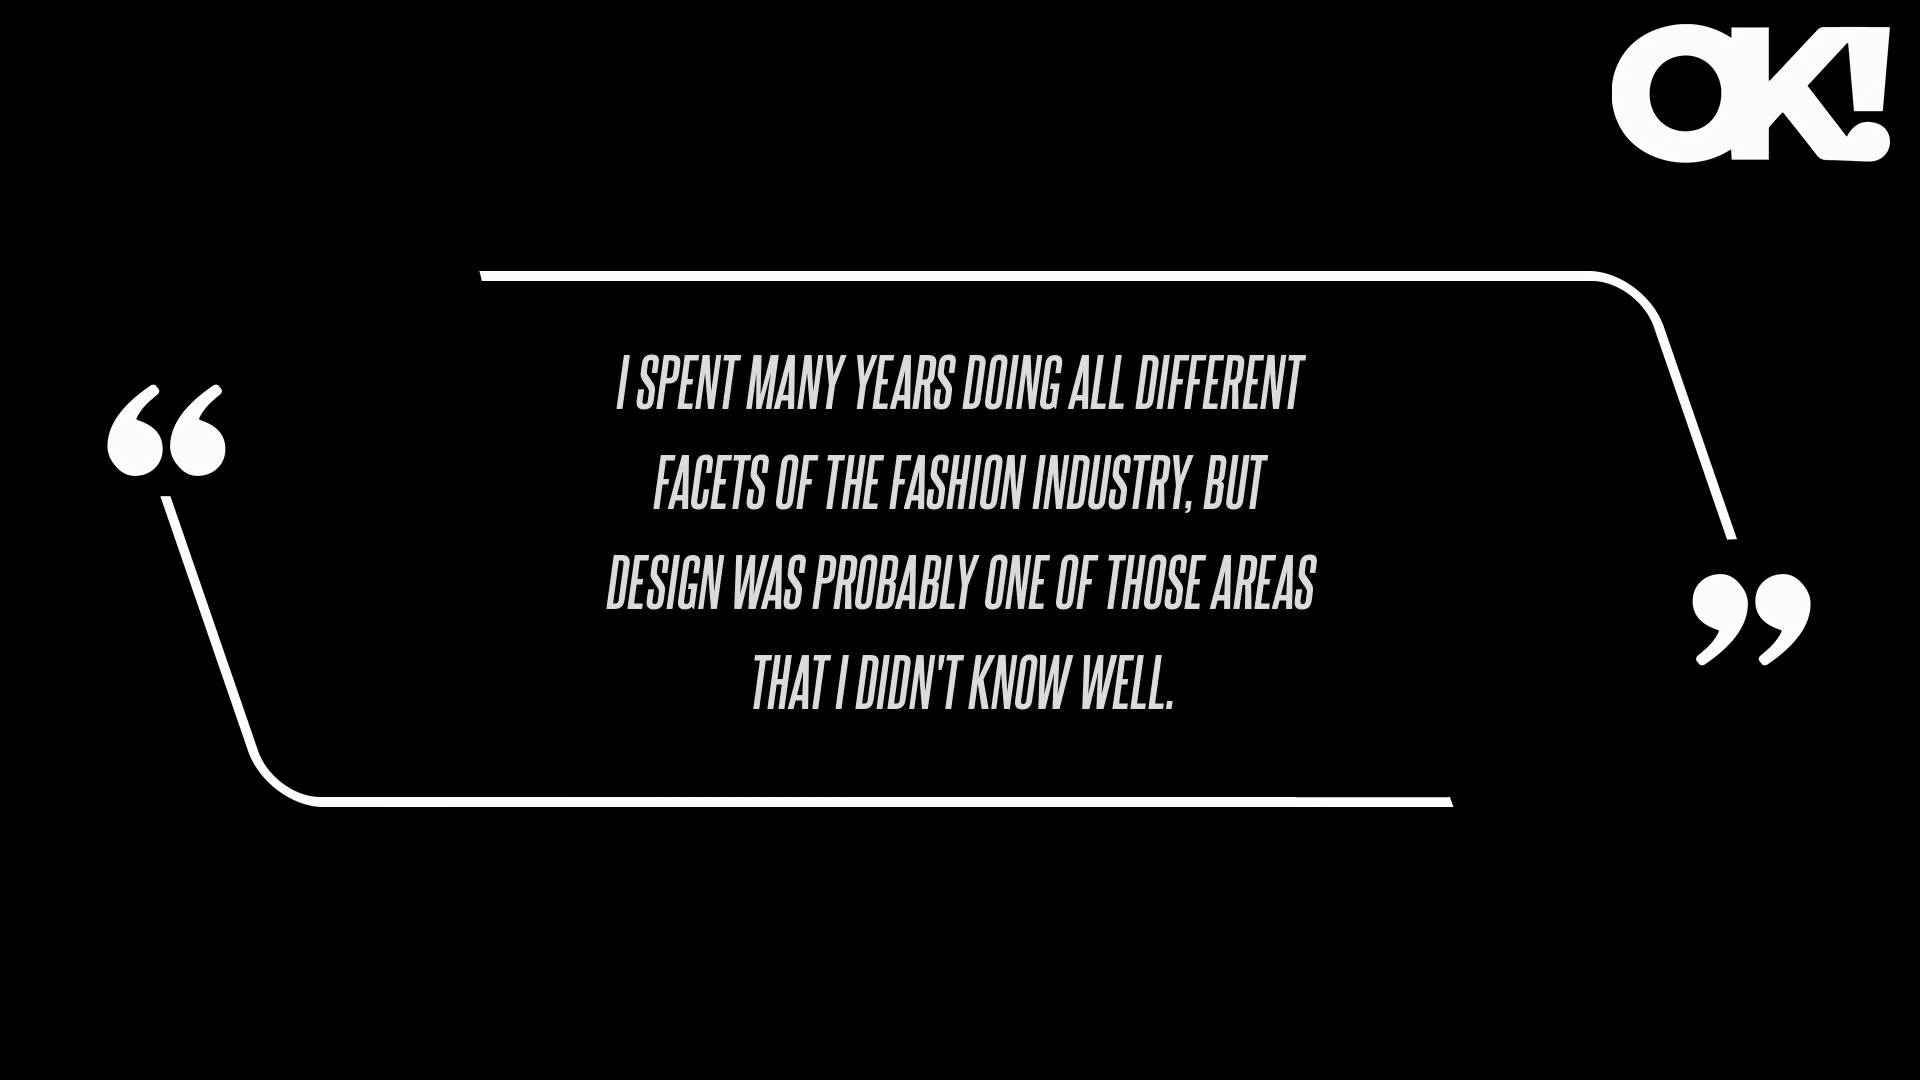 OK!
“
I SPENT MANY YEARS DOING ALL DIFFERENT
FACETS OF THE FASHION INDUSTRY, BUT
DESIGN WAS PROBABLY ONE OF THOSE AREAS
THAT I DIDN'T KNOW WELL.
”